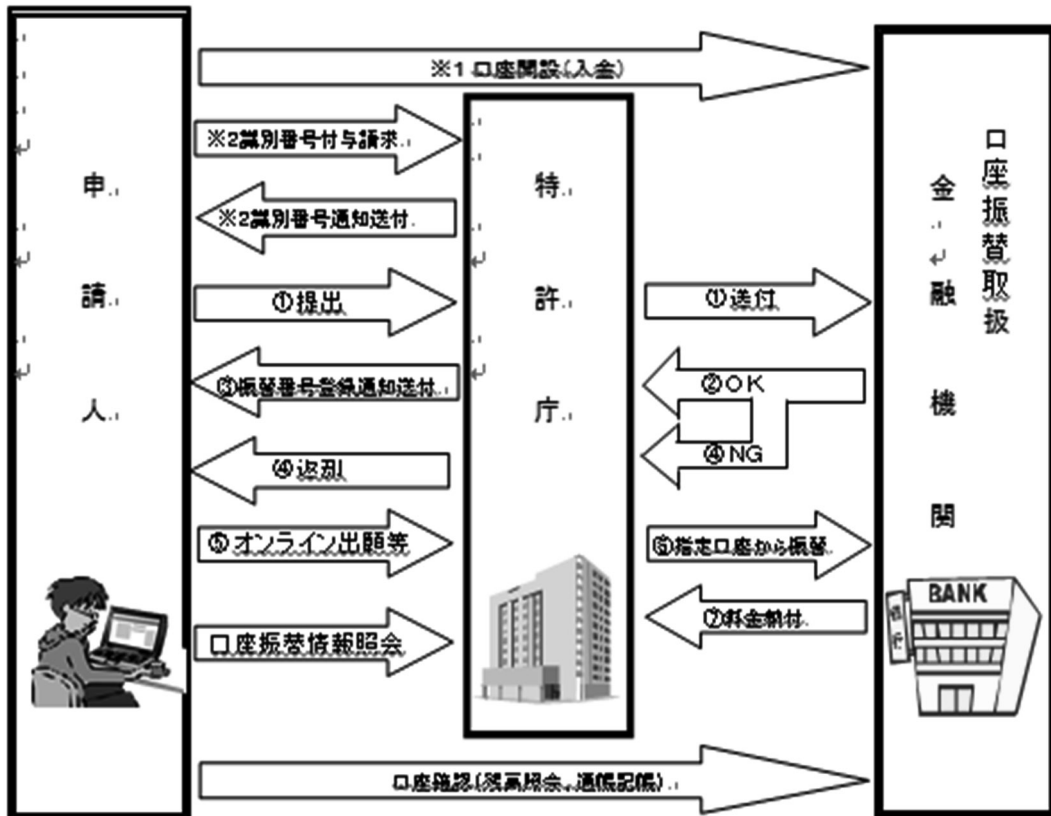 ※1 口座開設(入金)
※2識別番号付与請求
※2識別番号通知送付
申請人
特許庁
口座振替取扱
金融機関
①提出
①送付
③振替番号登録通知送付
②OK
④NG
④返却
⑤オンライン出願等
⑥指定口座から振替
⑦料金納付
BANK
口座振替情報照会
口座確認(残高照会、通帳記帳)